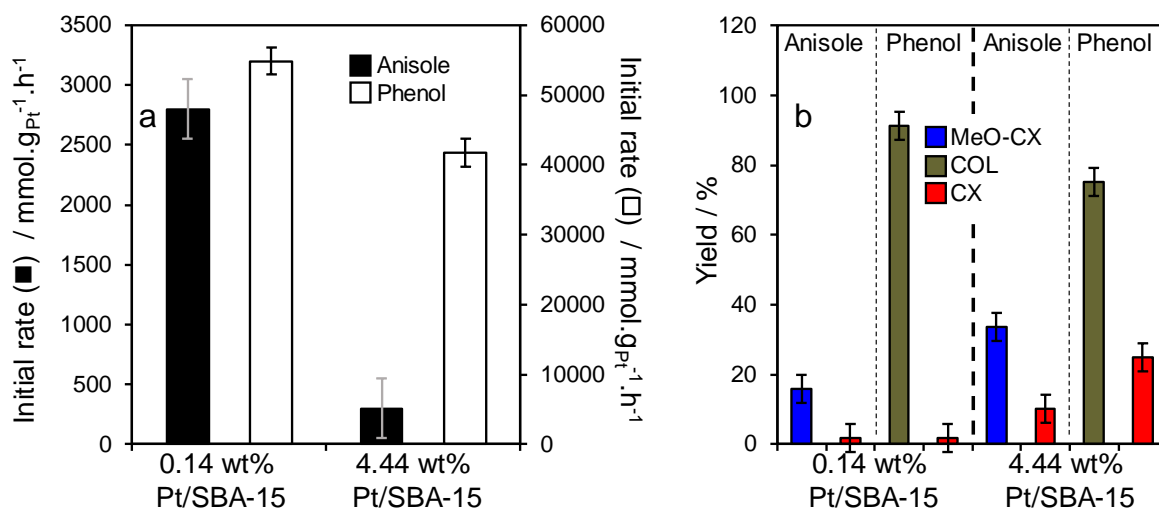 a
Initial rate (■) / mmol.gPt⁻¹.h⁻¹
3500
3000
2500
2000
1500
1000
500
0
Anisole
Phenol
60000
50000
40000
30000
20000
10000
0
Initial rate (□) / mmol.gPt⁻¹.h⁻¹
0.14 wt%
Pt/SBA-15
4.44 wt%
Pt/SBA-15
b
Yield / %
120
100
80
60
40
20
0
Anisole
Phenol
Anisole
Phenol
MeO-CX
COL
CX
0.14 wt%
Pt/SBA-15
4.44 wt%
Pt/SBA-15